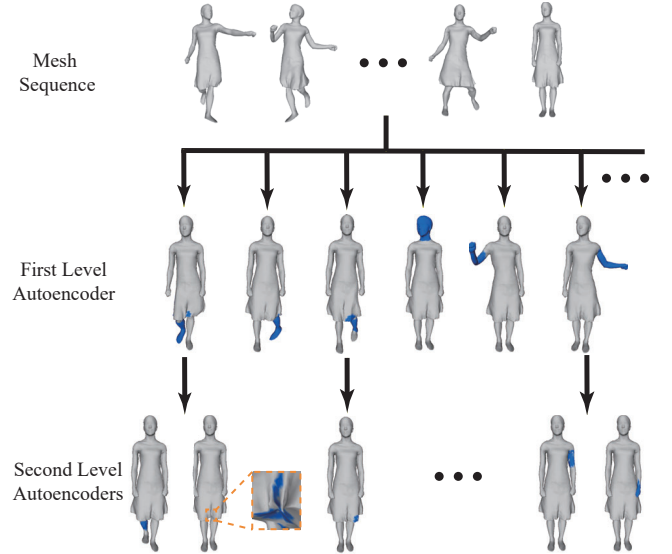 Mesh
Sequence
First Level
Autoencoder
Second Level
Autoencoders